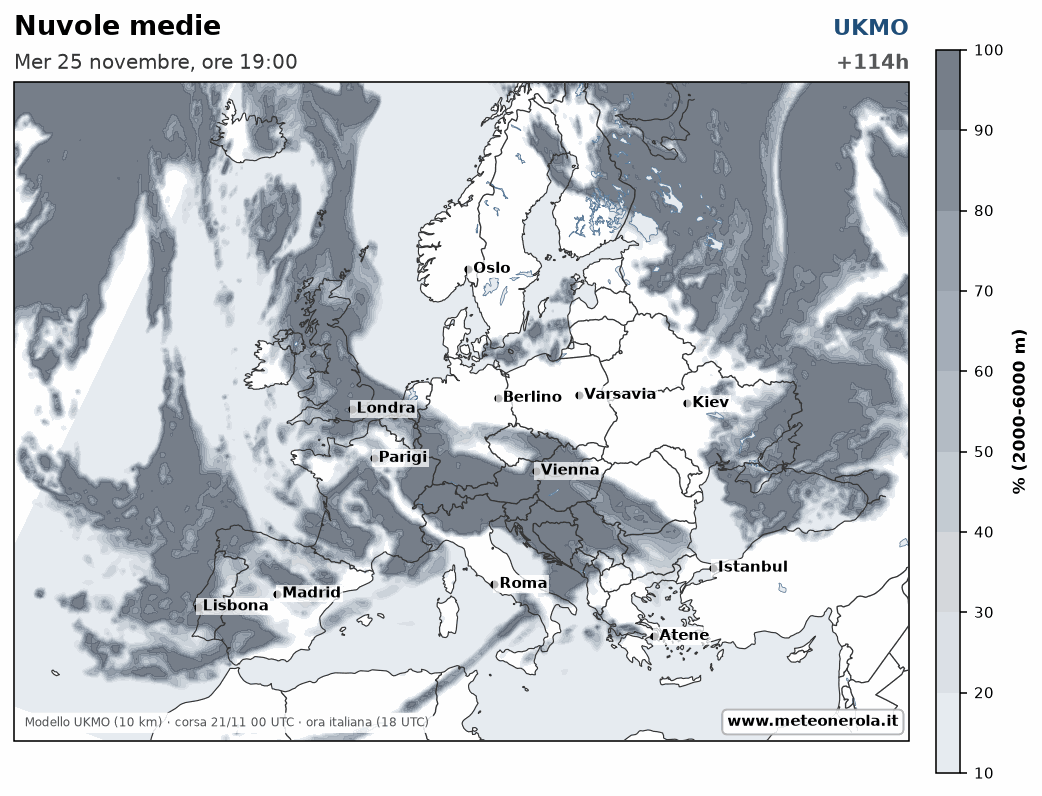 Nuvole medie
UKMO
Mer 25 novembre, ore 19:00
+114h
100
90
80
70
60
50
40
30
20
10
% (2000-6000 m)
Oslo
Berlino
Varsavia
Kiev
Londra
Parigi
Vienna
Istanbul
Roma
Madrid
Lisbona
Atene
Modello UKMO (10 km) · corsa 21/11 00 UTC · ora italiana (18 UTC)
www.meteonerola.it